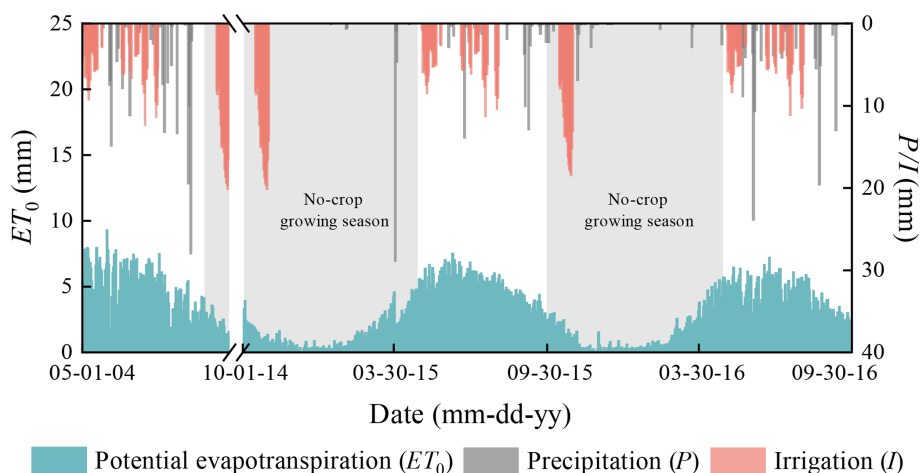 25
20
15
10
5
0
ET₀ (mm)
0
10
20
30
40
P/I (mm)
No-crop
growing season
No-crop
growing season
05-01-04
10-01-14
03-30-15
09-30-15
03-30-16
09-30-16
Date (mm-dd-yy)
Potential evapotranspiration (ET₀)
Precipitation (P)
Irrigation (I)